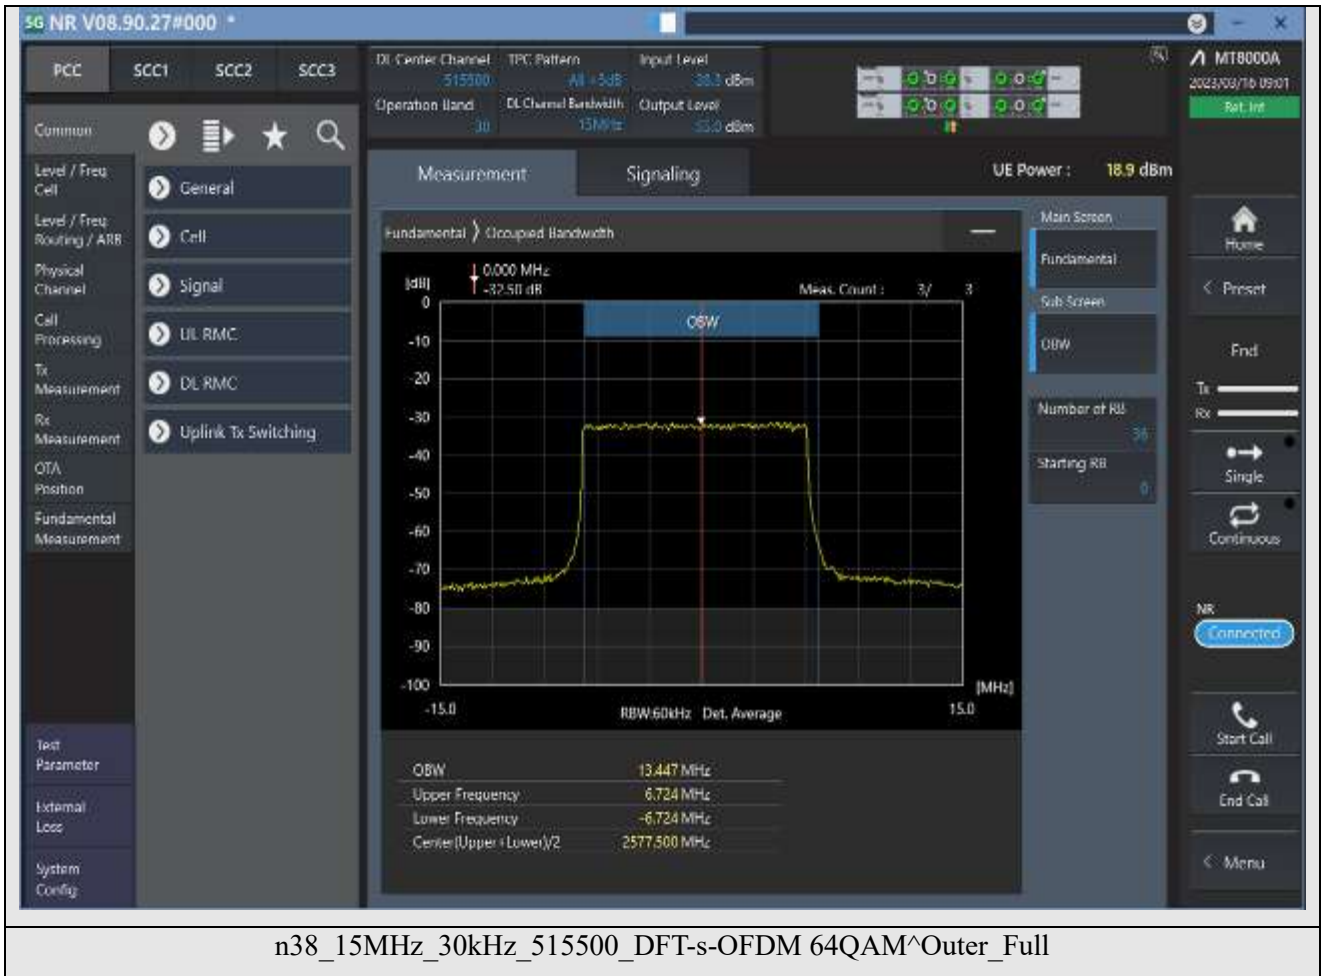 SG NR V08.90.27#000 *
PCC SCC1 SCC2 SCC3
DL Center Channel TPC Pattern Input Level
515500 All +3dB dBm
Operation Band DL Channel Bandwidth Output Level
15MHz dBm
MT8000A
2023/03/16 09:01
Ref. Int
Common
Level / Freq
Cell
Level / Freq
Routing / ARB
Physical
Channel
Call
Processing
Tx
Measurement
Rx
Measurement
OTA
Position
Fundamental
Measurement
Test
Parameter
External
Loss
System
Config
General
Cell
Signal
UL RMC
DL RMC
Uplink Tx Switching
Measurement Signaling
UE Power : 18.9 dBm
Fundamental Occupied Bandwidth
[dB]
0.000 MHz
-32.50 dB
Meas. Count : 3/ 3
OBW
0
-10
-20
-30
-40
-50
-60
-70
-80
-90
-100
[MHz]
-15.0 15.0
RBW:60kHz Det. Average
OBW 13.447 MHz
Upper Frequency 6.724 MHz
Lower Frequency -6.724 MHz
Center(Upper+Lower)/2 2577.500 MHz
Main Screen
Fundamental
Sub Screen
OBW
Number of RB
36
Starting RB
0
Home
Preset
End
Tx
Rx
Single
Continuous
NR
Connected
Start Call
End Call
Menu
n38_15MHz_30kHz_515500_DFT-s-OFDM 64QAM^Outer_Full